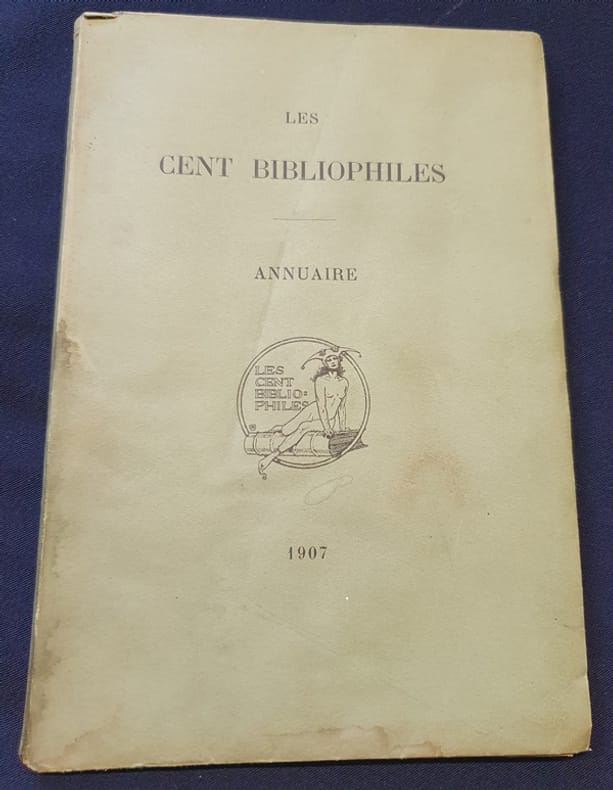 LES
CENT BIBLIOPHILES
ANNUAIRE
LES
CENT
BIBLIO:
PHILES
1907